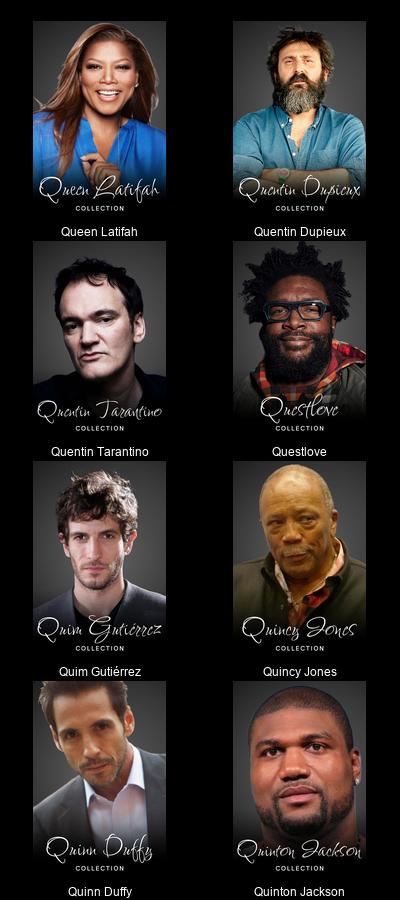 Queen Latifah
COLLECTION
Queen Latifah
Quentin Dupieux
COLLECTION
Quentin Dupieux
Quentin Tarantino
COLLECTION
Quentin Tarantino
Questlove
COLLECTION
Questlove
Quim Gutiérrez
COLLECTION
Quim Gutiérrez
Quincy Jones
COLLECTION
Quincy Jones
Quinn Duffy
COLLECTION
Quinn Duffy
Quinton Jackson
COLLECTION
Quinton Jackson